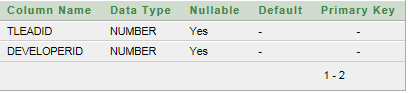 Column Name Data Type Nullable Default Primary Key
TLEADID NUMBER Yes - -
DEVELOPERID NUMBER Yes - -
1 - 2